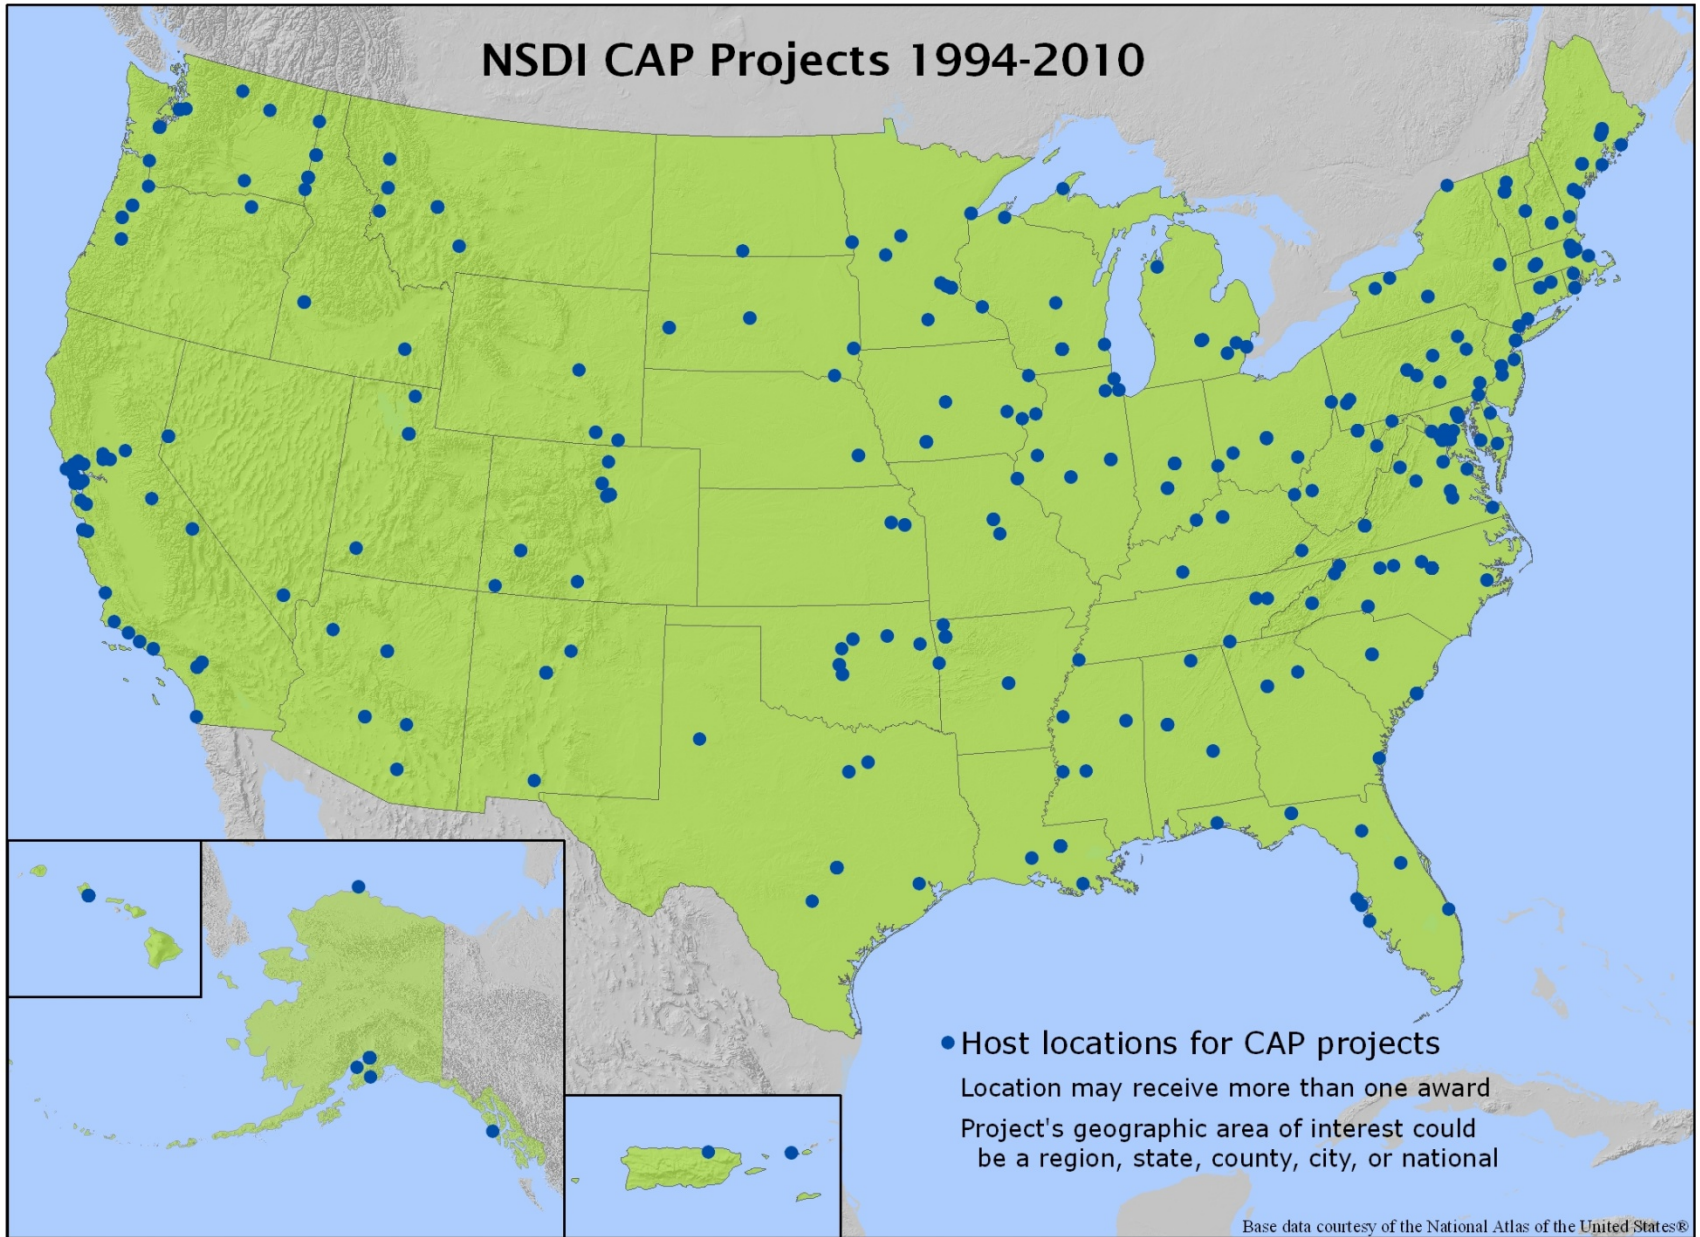 NSDI CAP Projects 1994-2010
Host locations for CAP projects
Location may receive more than one award
Project's geographic area of interest could
be a region, state, county, city, or national
Base data courtesy of the National Atlas of the United States®